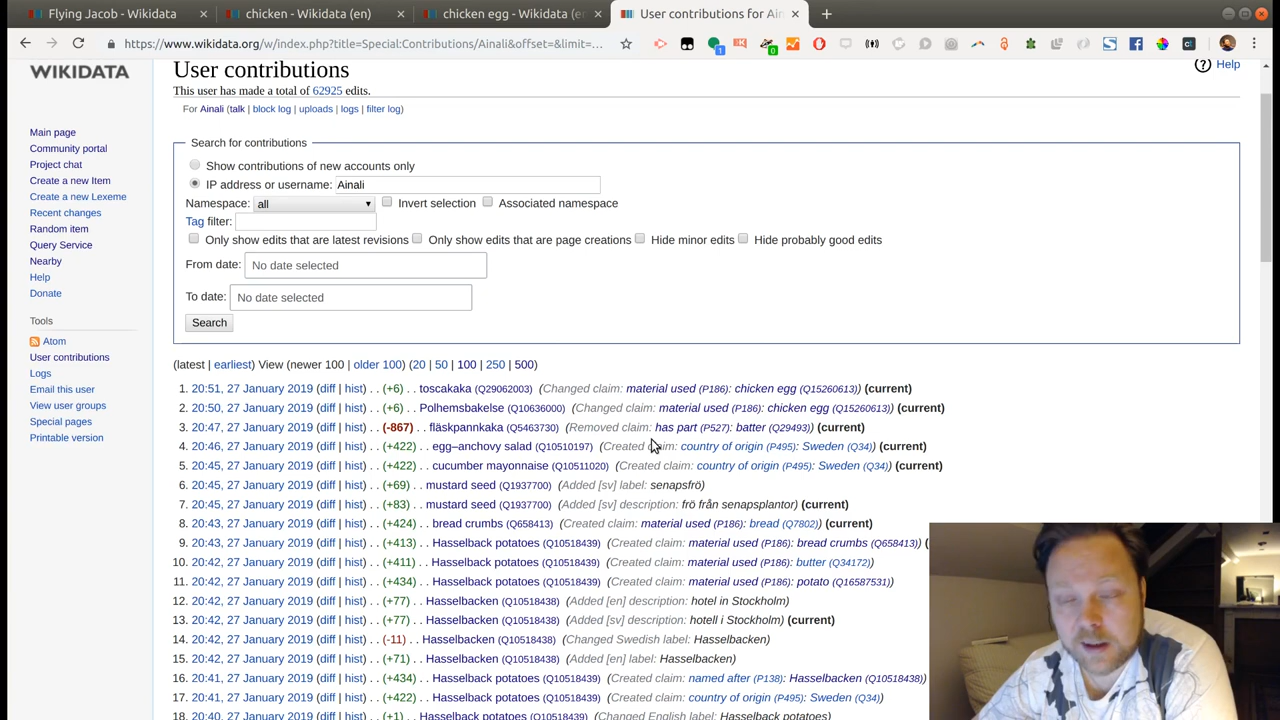 Flying Jacob - Wikidata
chicken - Wikidata (en)
chicken egg - Wikidata (en
User contributions for Ain
https://www.wikidata.org/w/index.php?title=Special:Contributions/Ainali&offset=&limit=...
WIKIDATA
Main page
Community portal
Project chat
Create a new Item
Create a new Lexeme
Recent changes
Random item
Query Service
Nearby
Help
Donate
Tools
Atom
User contributions
Logs
Email this user
View user groups
Special pages
Printable version
User contributions
Help
This user has made a total of 62925 edits.
For Ainali (talk | block log | uploads | logs | filter log)
Search for contributions
Show contributions of new accounts only
IP address or username: Ainali
Namespace: all Invert selection Associated namespace
Tag filter:
Only show edits that are latest revisions Only show edits that are page creations Hide minor edits Hide probably good edits
From date: No date selected
To date: No date selected
Search
(latest | earliest) View (newer 100 | older 100) (20 | 50 | 100 | 250 | 500)
1. 20:51, 27 January 2019 (diff | hist) . . (+6) . . toscakaka (Q29062003) (Changed claim: material used (P186): chicken egg (Q15260613)) (current)
2. 20:50, 27 January 2019 (diff | hist) . . (+6) . . Polhemsbakelse (Q10636000) (Changed claim: material used (P186): chicken egg (Q15260613)) (current)
3. 20:47, 27 January 2019 (diff | hist) . . (-867) . . fläskpannkaka (Q5463730) (Removed claim: has part (P527): batter (Q29493)) (current)
4. 20:46, 27 January 2019 (diff | hist) . . (+422) . . egg–anchovy salad (Q10510197) (Created claim: country of origin (P495): Sweden (Q34)) (current)
5. 20:45, 27 January 2019 (diff | hist) . . (+422) . . cucumber mayonnaise (Q10511020) (Created claim: country of origin (P495): Sweden (Q34)) (current)
6. 20:45, 27 January 2019 (diff | hist) . . (+69) . . mustard seed (Q1937700) (Added [sv] label: senapsfrö)
7. 20:45, 27 January 2019 (diff | hist) . . (+83) . . mustard seed (Q1937700) (Added [sv] description: frö från senapsplantor) (current)
8. 20:43, 27 January 2019 (diff | hist) . . (+424) . . bread crumbs (Q658413) (Created claim: material used (P186): bread (Q7802)) (current)
9. 20:43, 27 January 2019 (diff | hist) . . (+413) . . Hasselback potatoes (Q10518439) (Created claim: material used (P186): bread crumbs (Q658413)) (
10. 20:42, 27 January 2019 (diff | hist) . . (+411) . . Hasselback potatoes (Q10518439) (Created claim: material used (P186): butter (Q34172))
11. 20:42, 27 January 2019 (diff | hist) . . (+434) . . Hasselback potatoes (Q10518439) (Created claim: material used (P186): potato (Q16587531))
12. 20:42, 27 January 2019 (diff | hist) . . (+77) . . Hasselbacken (Q10518438) (Added [en] description: hotel in Stockholm)
13. 20:42, 27 January 2019 (diff | hist) . . (+77) . . Hasselbacken (Q10518438) (Added [sv] description: hotell i Stockholm) (current)
14. 20:42, 27 January 2019 (diff | hist) . . (-11) . . Hasselbacken (Q10518438) (Changed Swedish label: Hasselbacken)
15. 20:42, 27 January 2019 (diff | hist) . . (+71) . . Hasselbacken (Q10518438) (Added [en] label: Hasselbacken)
16. 20:41, 27 January 2019 (diff | hist) . . (+434) . . Hasselback potatoes (Q10518439) (Created claim: named after (P138): Hasselbacken (Q10518438))
17. 20:41, 27 January 2019 (diff | hist) . . (+422) . . Hasselback potatoes (Q10518439) (Created claim: country of origin (P495): Sweden (Q34))
18. 20:40, 27 January 2019 (diff | hist) . . (+1) . . Hasselback potatoes (Q10518439) (Changed English label: Hasselback potatoes)